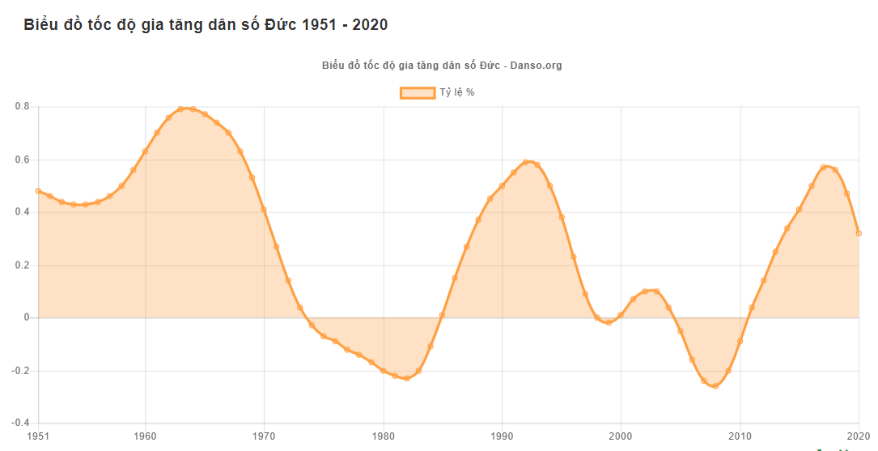 Biểu đồ tốc độ gia tăng dân số Đức 1951 - 2020
Biểu đồ tốc độ gia tăng dân số Đức - Danso.org
Tỷ lệ %
0.8
0.6
0.4
0.2
0
-0.2
-0.4
1951 1960 1970 1980 1990 2000 2010 2020